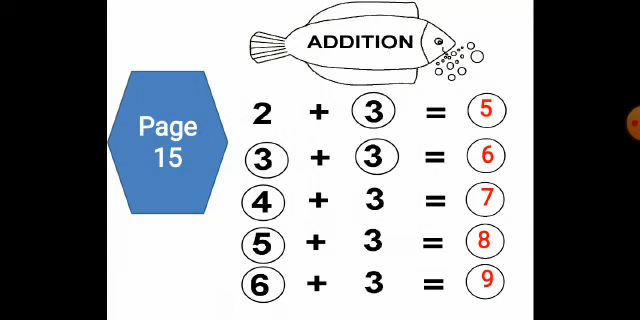 ADDITION
Page
15
2 + 3 = 5
3 + 3 = 6
4 + 3 = 7
5 + 3 = 8
6 + 3 = 9